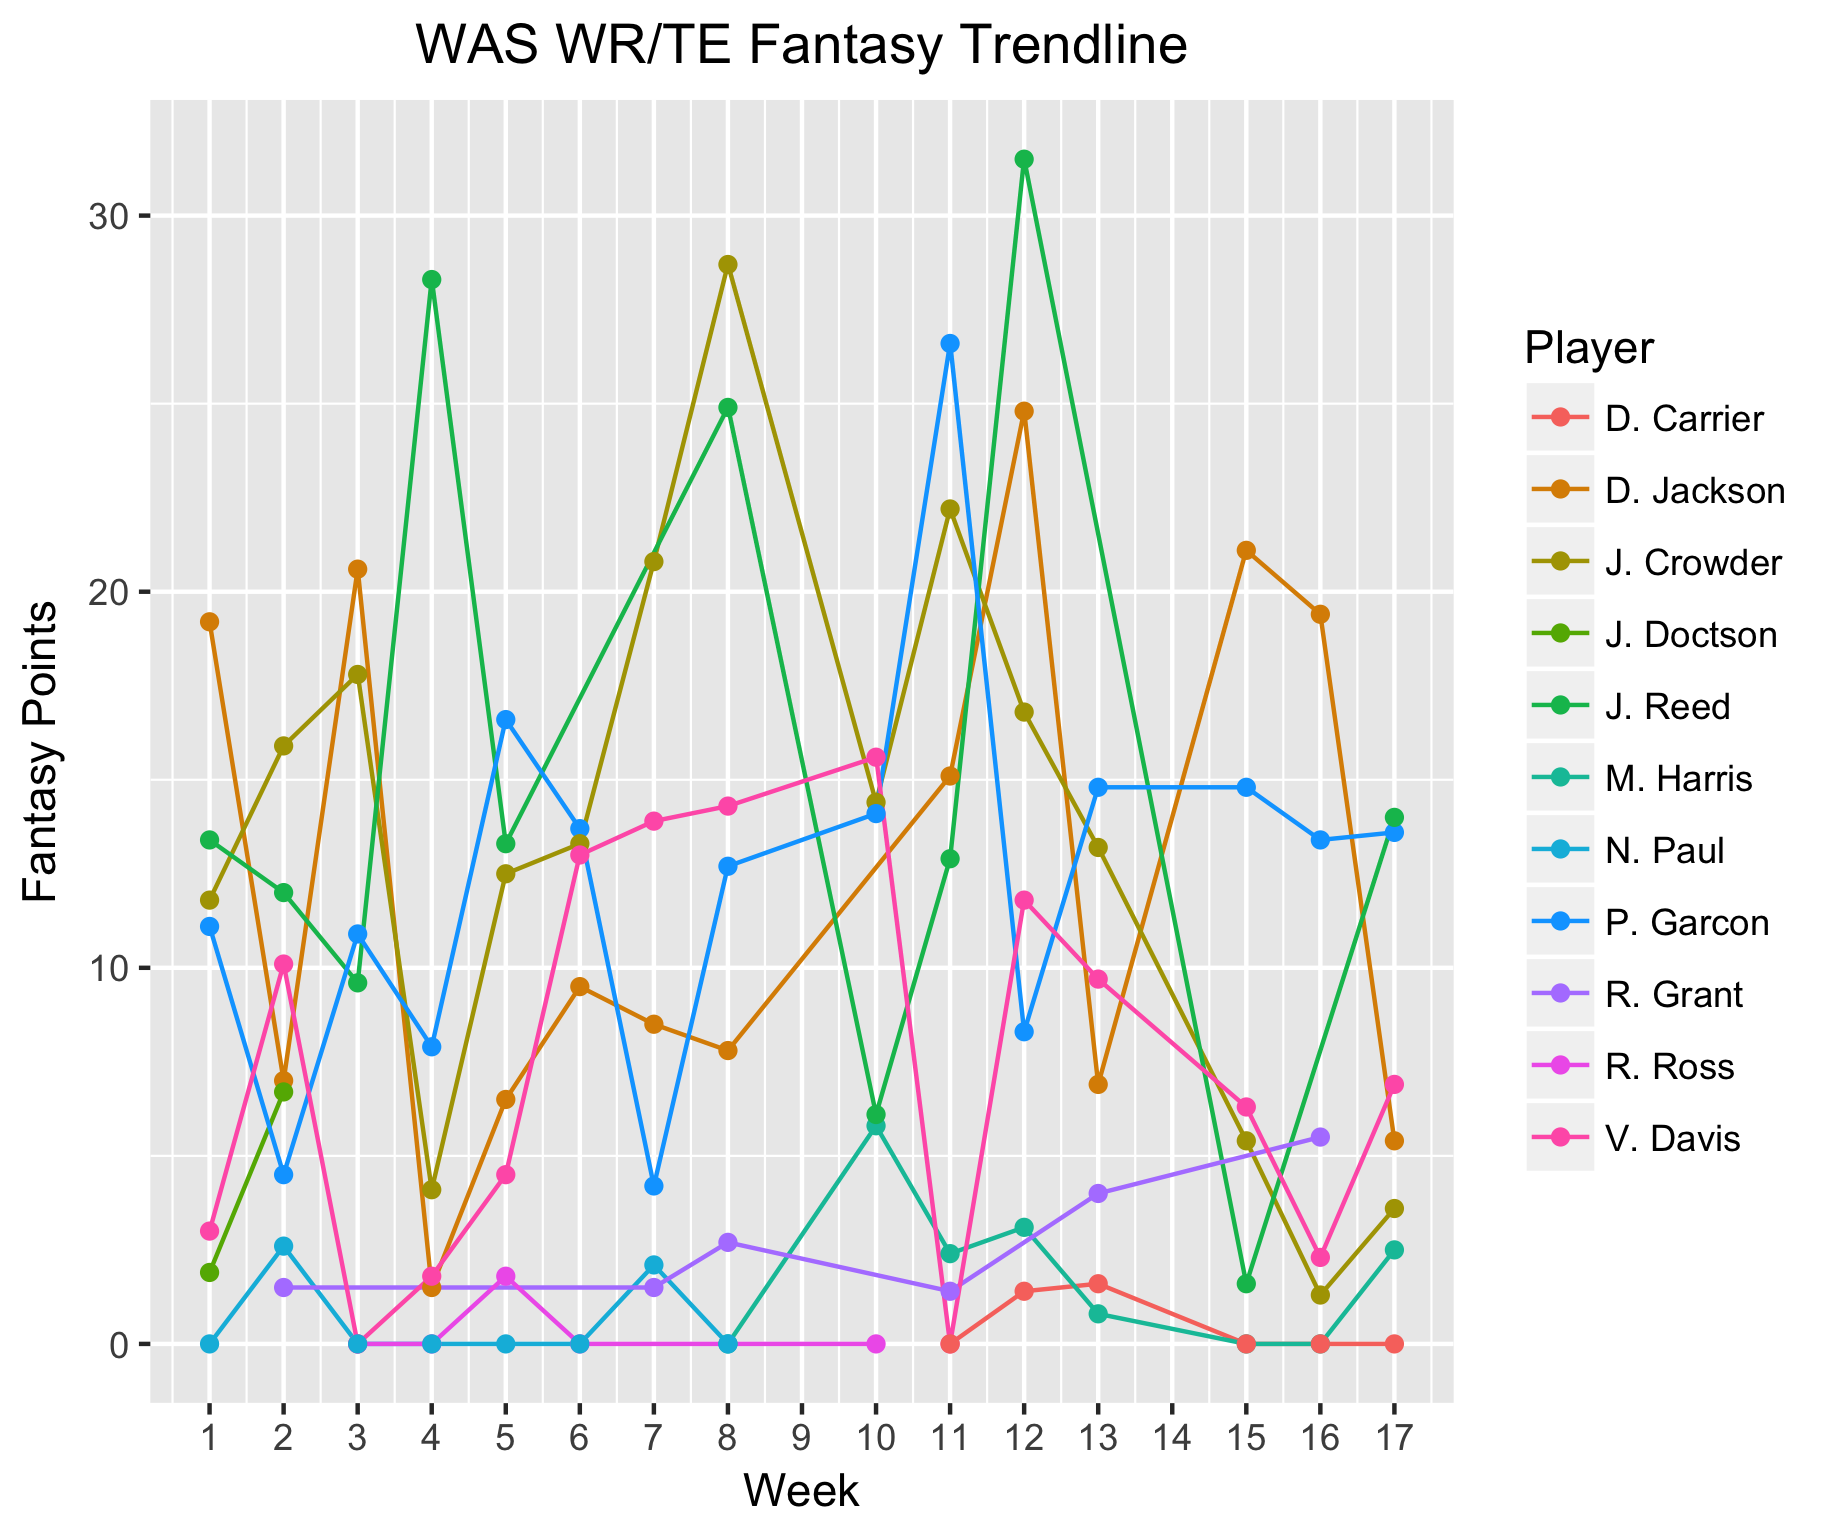 WAS WR/TE Fantasy Trendline
Fantasy Points
30
20
10
0
1 2 3 4 5 6 7 8 9 10 11 12 13 14 15 16 17
Week
Player
D. Carrier
D. Jackson
J. Crowder
J. Doctson
J. Reed
M. Harris
N. Paul
P. Garcon
R. Grant
R. Ross
V. Davis